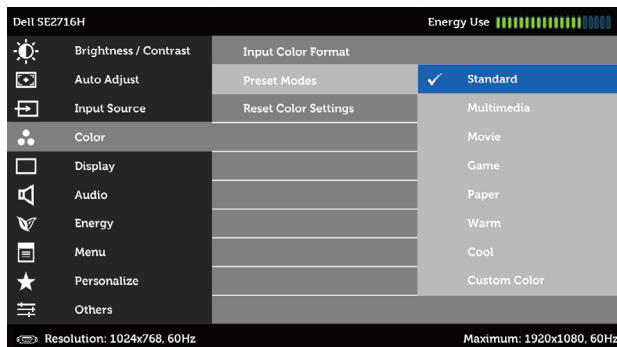 Dell SE2716H Energy Use
Brightness / Contrast Input Color Format
Auto Adjust Preset Modes Standard
Input Source Reset Color Settings Multimedia
Color Movie
Display Game
Audio Paper
Energy Warm
Menu Cool
Personalize Custom Color
Others
Resolution: 1024x768, 60Hz Maximum: 1920x1080, 60Hz